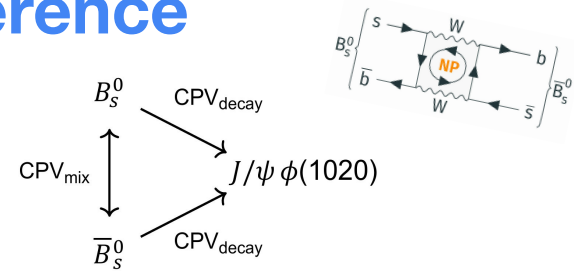 erence
B_s^0 s W b B̅_s^0
NP
b̅ W s̅
B_s^0 CPV_decay
CPV_mix J/ψ ϕ(1020)
B̅_s^0 CPV_decay